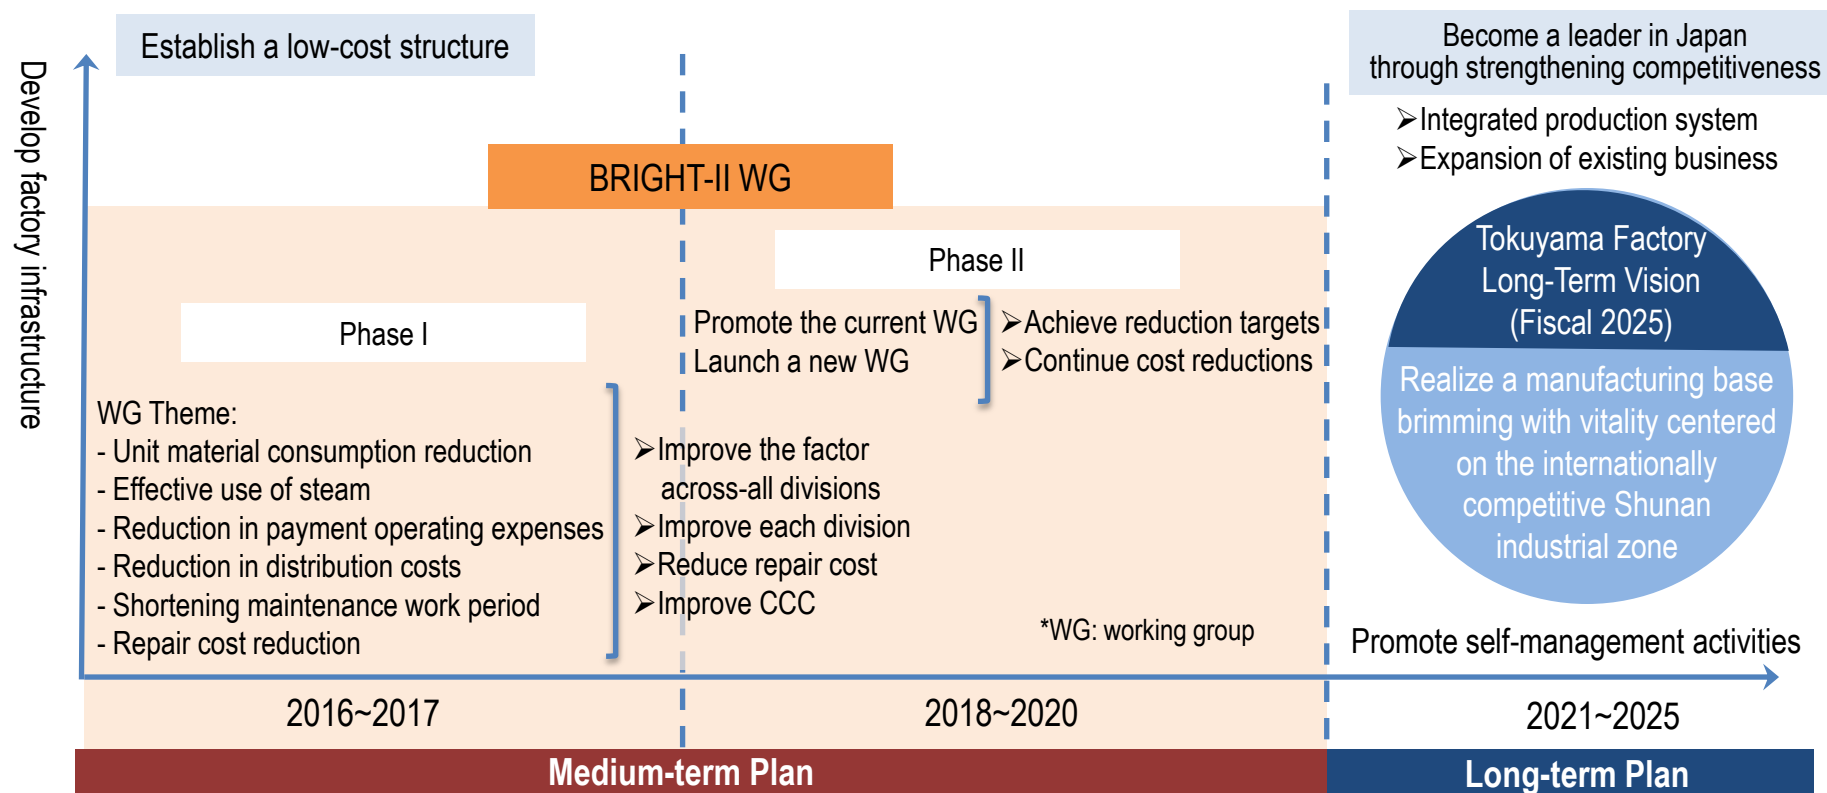 Establish a low-cost structure
Become a leader in Japan
through strengthening competitiveness
➢Integrated production system
➢Expansion of existing business
Develop factory infrastructure
BRIGHT-II WG
Phase I
WG Theme:
- Unit material consumption reduction
- Effective use of steam
- Reduction in payment operating expenses
- Reduction in distribution costs
- Shortening maintenance work period
- Repair cost reduction
➢Improve the factor
across-all divisions
➢Improve each division
➢Reduce repair cost
➢Improve CCC
Phase II
Promote the current WG
Launch a new WG
➢Achieve reduction targets
➢Continue cost reductions
*WG: working group
Tokuyama Factory
Long-Term Vision
(Fiscal 2025)
Realize a manufacturing base
brimming with vitality centered
on the internationally
competitive Shunan
industrial zone
Promote self-management activities
2016~2017
2018~2020
2021~2025
Medium-term Plan
Long-term Plan